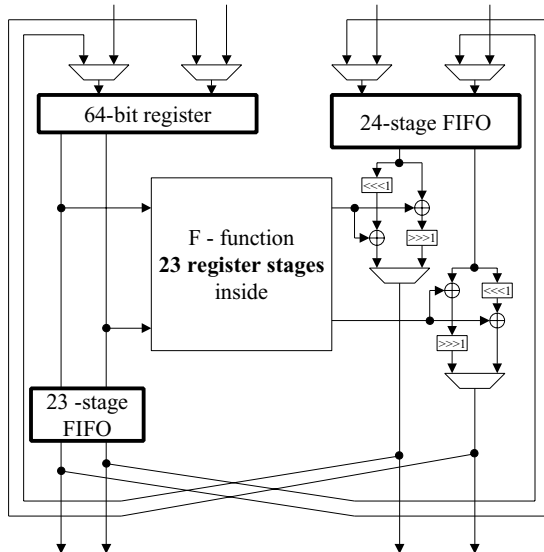 64-bit register
24-stage FIFO
<<<1
F - function
23 register stages
inside
>>>1
<<<1
>>>1
23 -stage
FIFO